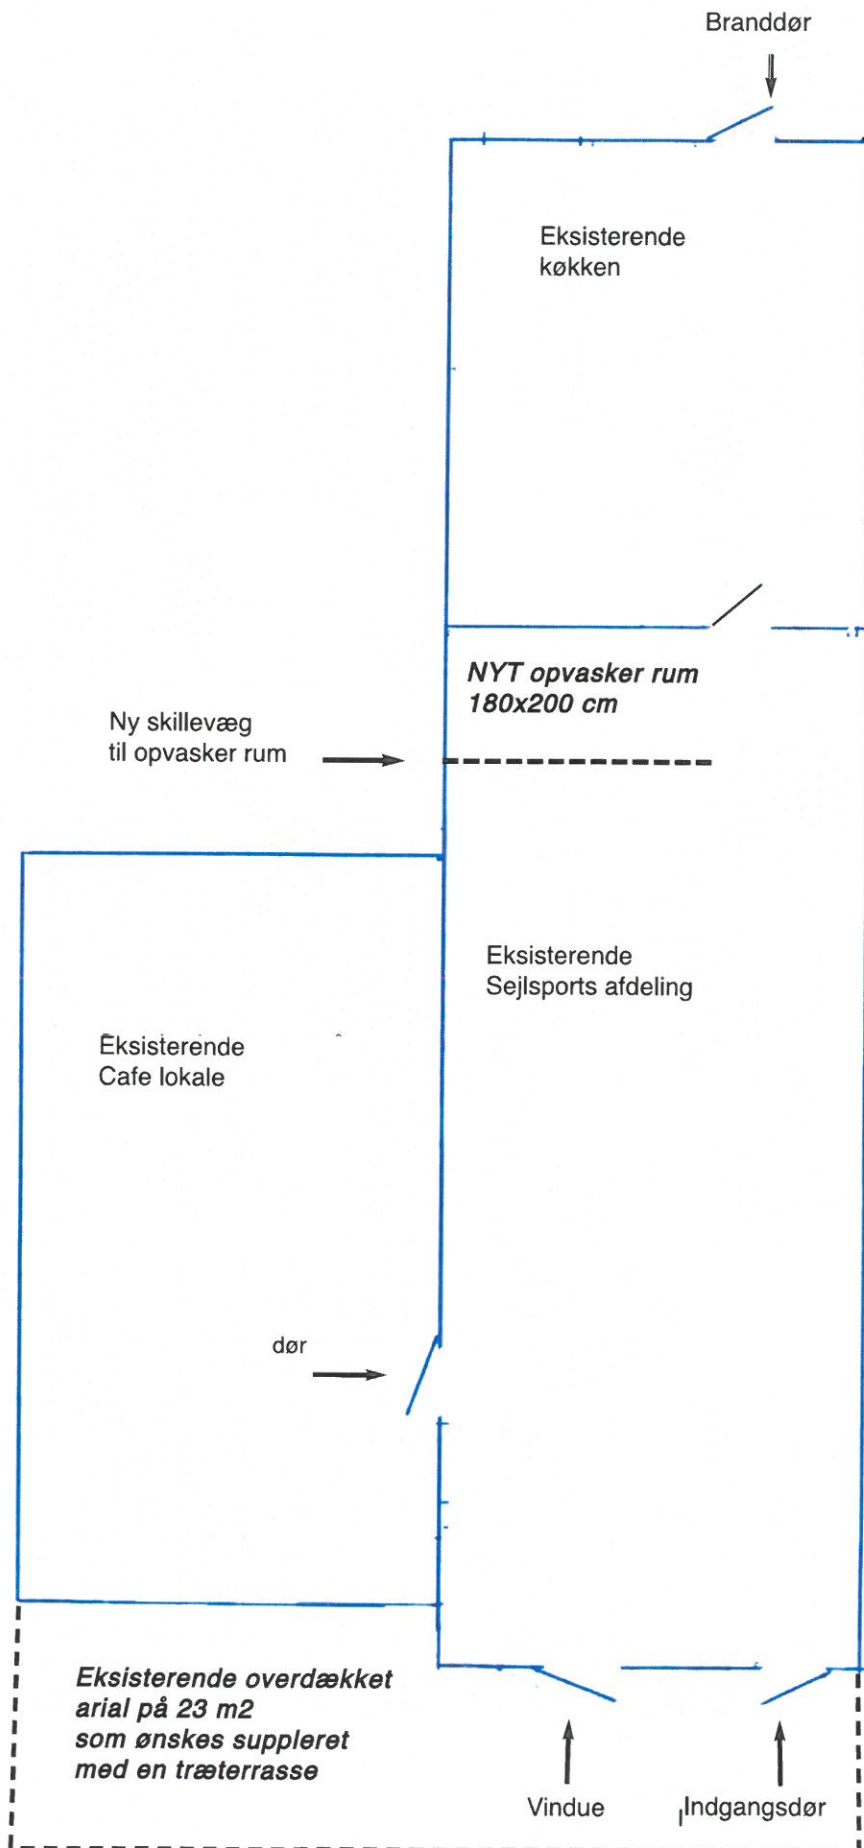 Branddør
Eksisterende
køkken
NYT opvasker rum
180x200 cm
Ny skillevæg
til opvasker rum
Eksisterende
Sejlsports afdeling
Eksisterende
Cafe lokale
dør
Eksisterende overdækket
arial på 23 m2
som ønskes suppleret
med en træterrasse
Vindue
Indgangsdør